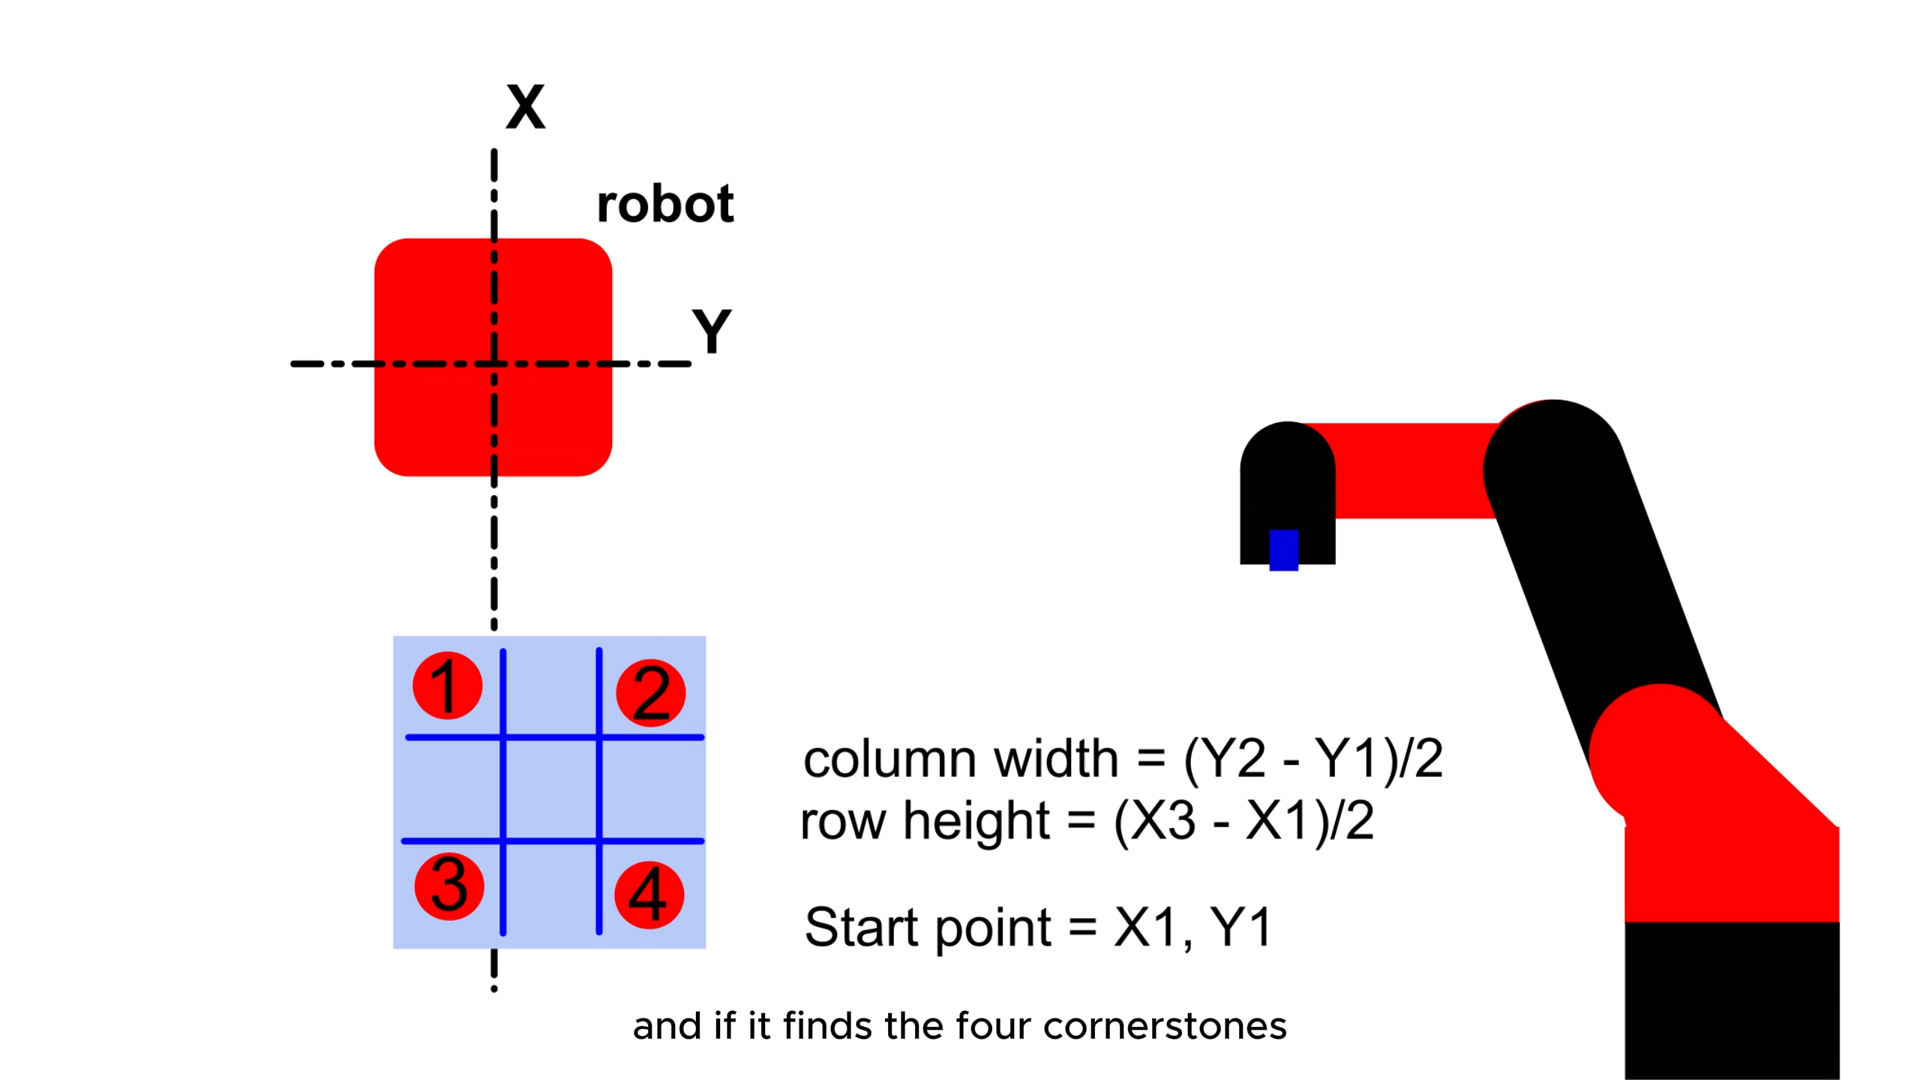 X
robot
Y
1
2
column width = (Y2 - Y1)/2
row height = (X3 - X1)/2
3
4
Start point = X1, Y1
and if it finds the four cornerstones